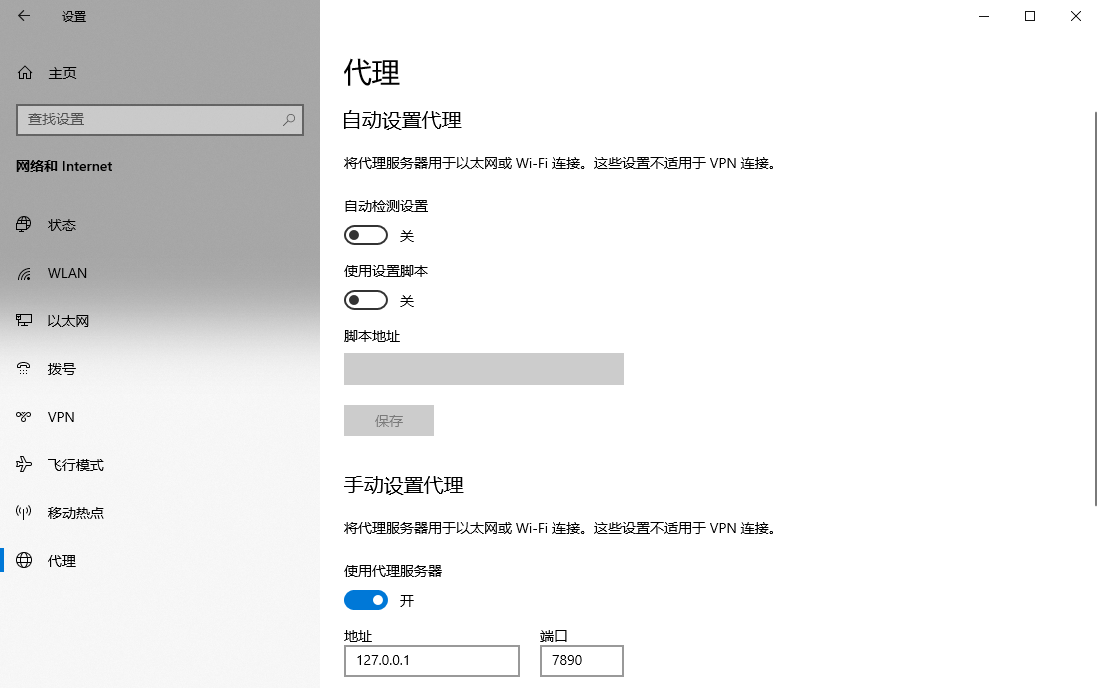 设置
主页
查找设置
网络和 Internet
状态
WLAN
以太网
拨号
VPN
飞行模式
移动热点
代理
代理
自动设置代理
将代理服务器用于以太网或 Wi-Fi 连接。这些设置不适用于 VPN 连接。
自动检测设置
关
使用设置脚本
关
脚本地址
保存
手动设置代理
将代理服务器用于以太网或 Wi-Fi 连接。这些设置不适用于 VPN 连接。
使用代理服务器
开
地址 端口
127.0.0.1 7890